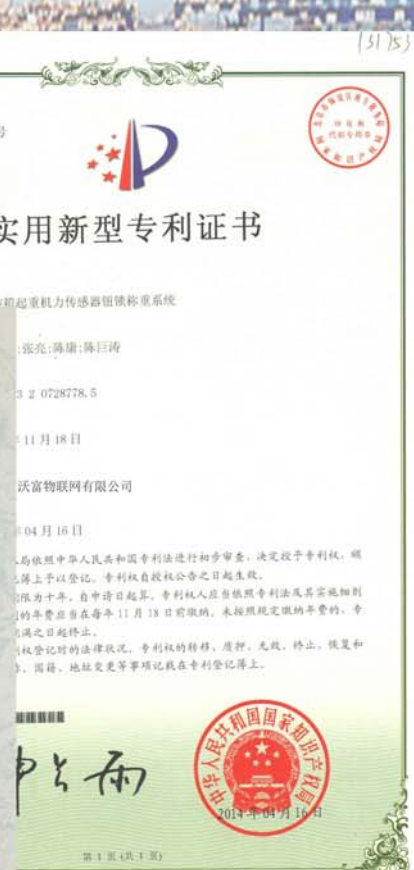 131753
号
实用新型专利证书
箱起重机力传感器钮锁称重系统
;张亮;陈康;陈巨涛
3 2 0728778.5
11月18日
沃富物联网有限公司
04月16日
局依照中华人民共和国专利法进行初步审查,决定授予专利权,颁
簿上予以登记。专利权自授权公告之日起生效。
限为十年,自申请日起算。专利权人应当依照专利法及其实施细则
的年费应当在每年11月18日前缴纳。未按照规定缴纳年费的,专
满之日起终止。
权登记时的法律状况。专利权的转移、质押、无效、终止、恢复和
、国籍、地址变更等事项记载在专利登记簿上。
申长雨
中华人民共和国国家知识产权局
2014年04月16日
第1页(共1页)